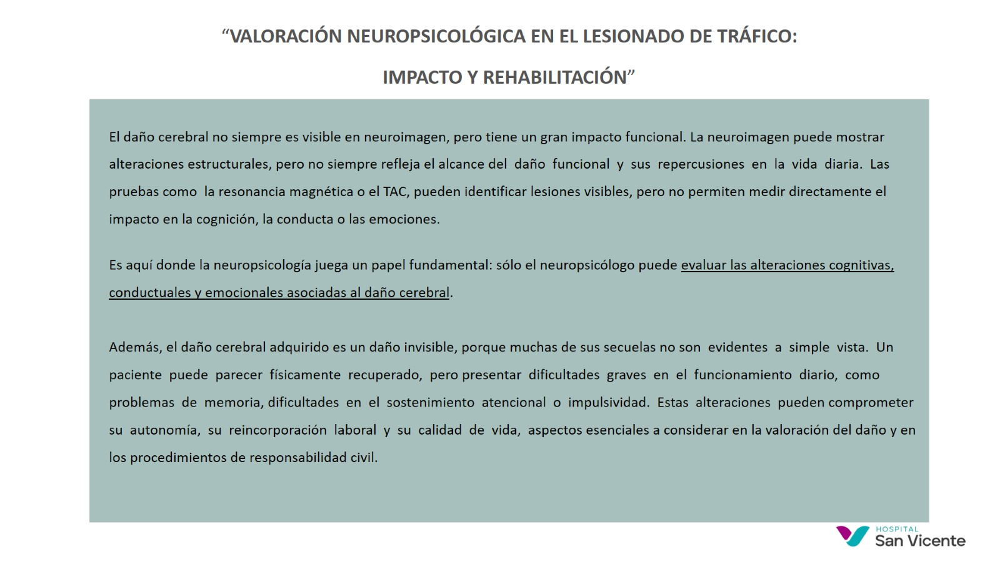 “VALORACIÓN NEUROPSICOLÓGICA EN EL LESIONADO DE TRÁFICO:
IMPACTO Y REHABILITACIÓN”
El daño cerebral no siempre es visible en neuroimagen, pero tiene un gran impacto funcional. La neuroimagen puede mostrar
alteraciones estructurales, pero no siempre refleja el alcance del daño funcional y sus repercusiones en la vida diaria. Las
pruebas como la resonancia magnética o el TAC, pueden identificar lesiones visibles, pero no permiten medir directamente el
impacto en la cognición, la conducta o las emociones.
Es aquí donde la neuropsicología juega un papel fundamental: sólo el neuropsicólogo puede evaluar las alteraciones cognitivas,
conductuales y emocionales asociadas al daño cerebral.
Además, el daño cerebral adquirido es un daño invisible, porque muchas de sus secuelas no son evidentes a simple vista. Un
paciente puede parecer físicamente recuperado, pero presentar dificultades graves en el funcionamiento diario, como
problemas de memoria, dificultades en el sostenimiento atencional o impulsividad. Estas alteraciones pueden comprometer
su autonomía, su reincorporación laboral y su calidad de vida, aspectos esenciales a considerar en la valoración del daño y en
los procedimientos de responsabilidad civil.
HOSPITAL
San Vicente